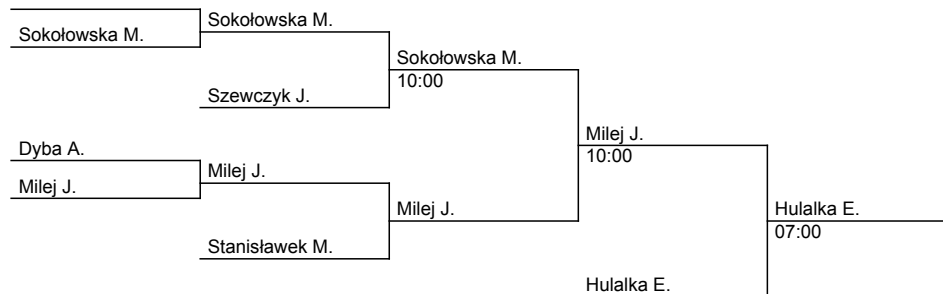 Sokołowska M.
Sokołowska M.
Sokołowska M.
10:00
Szewczyk J.
Dyba A.
Milej J.
10:00
Milej J.
Milej J.
Milej J.
Hulalka E.
07:00
Stanisławek M.
Hulalka E.